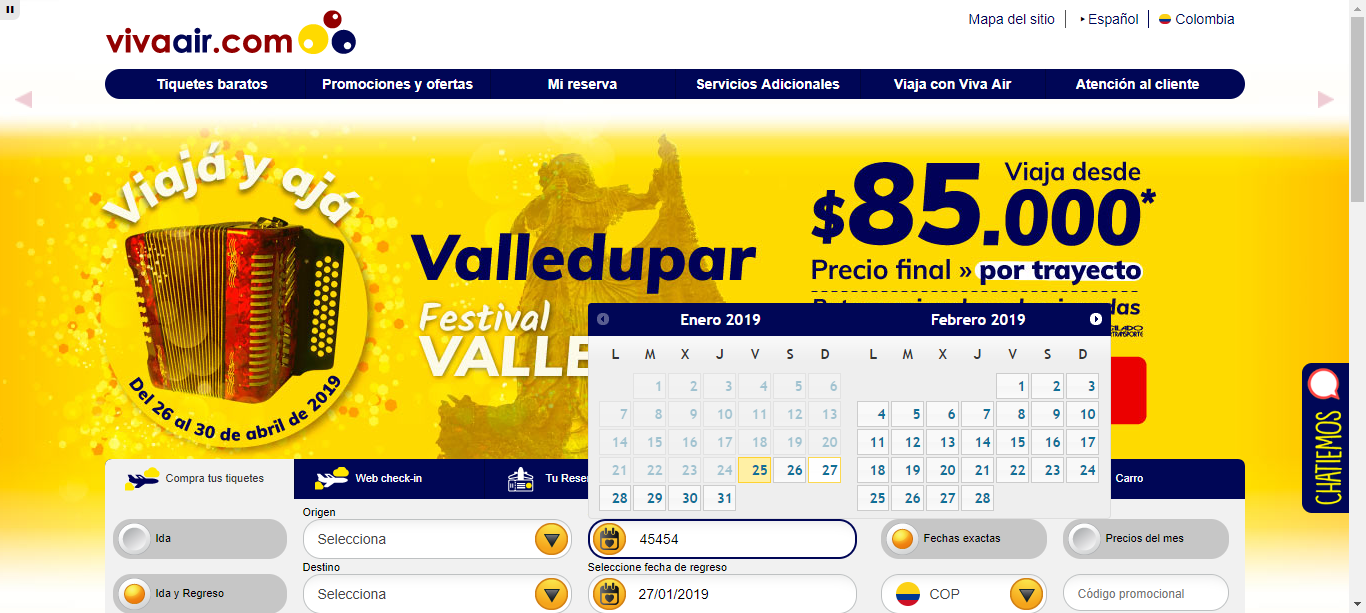 vivaair.com
Mapa del sitio
Español
Colombia
Tiquetes baratos
Promociones y ofertas
Mi reserva
Servicios Adicionales
Viaja con Viva Air
Atención al cliente
Viajá y ajá
Del 26 al 30 de abril de 2019
Valledupar
Festival
VALLE
Viaja desde
$85.000*
Precio final » por trayecto
Enero 2019
L M X J V S D
1 2 3 4 5 6
7 8 9 10 11 12 13
14 15 16 17 18 19 20
21 22 23 24 25 26 27
28 29 30 31
Febrero 2019
L M X J V S D
1 2 3
4 5 6 7 8 9 10
11 12 13 14 15 16 17
18 19 20 21 22 23 24
25 26 27 28
CHATIEMOS
Compra tus tiquetes
Web check-in
Tu Rese
Carro
Ida
Origen
Selecciona
45454
Fechas exactas
Precios del mes
Ida y Regreso
Destino
Selecciona
Seleccione fecha de regreso
27/01/2019
COP
Código promocional